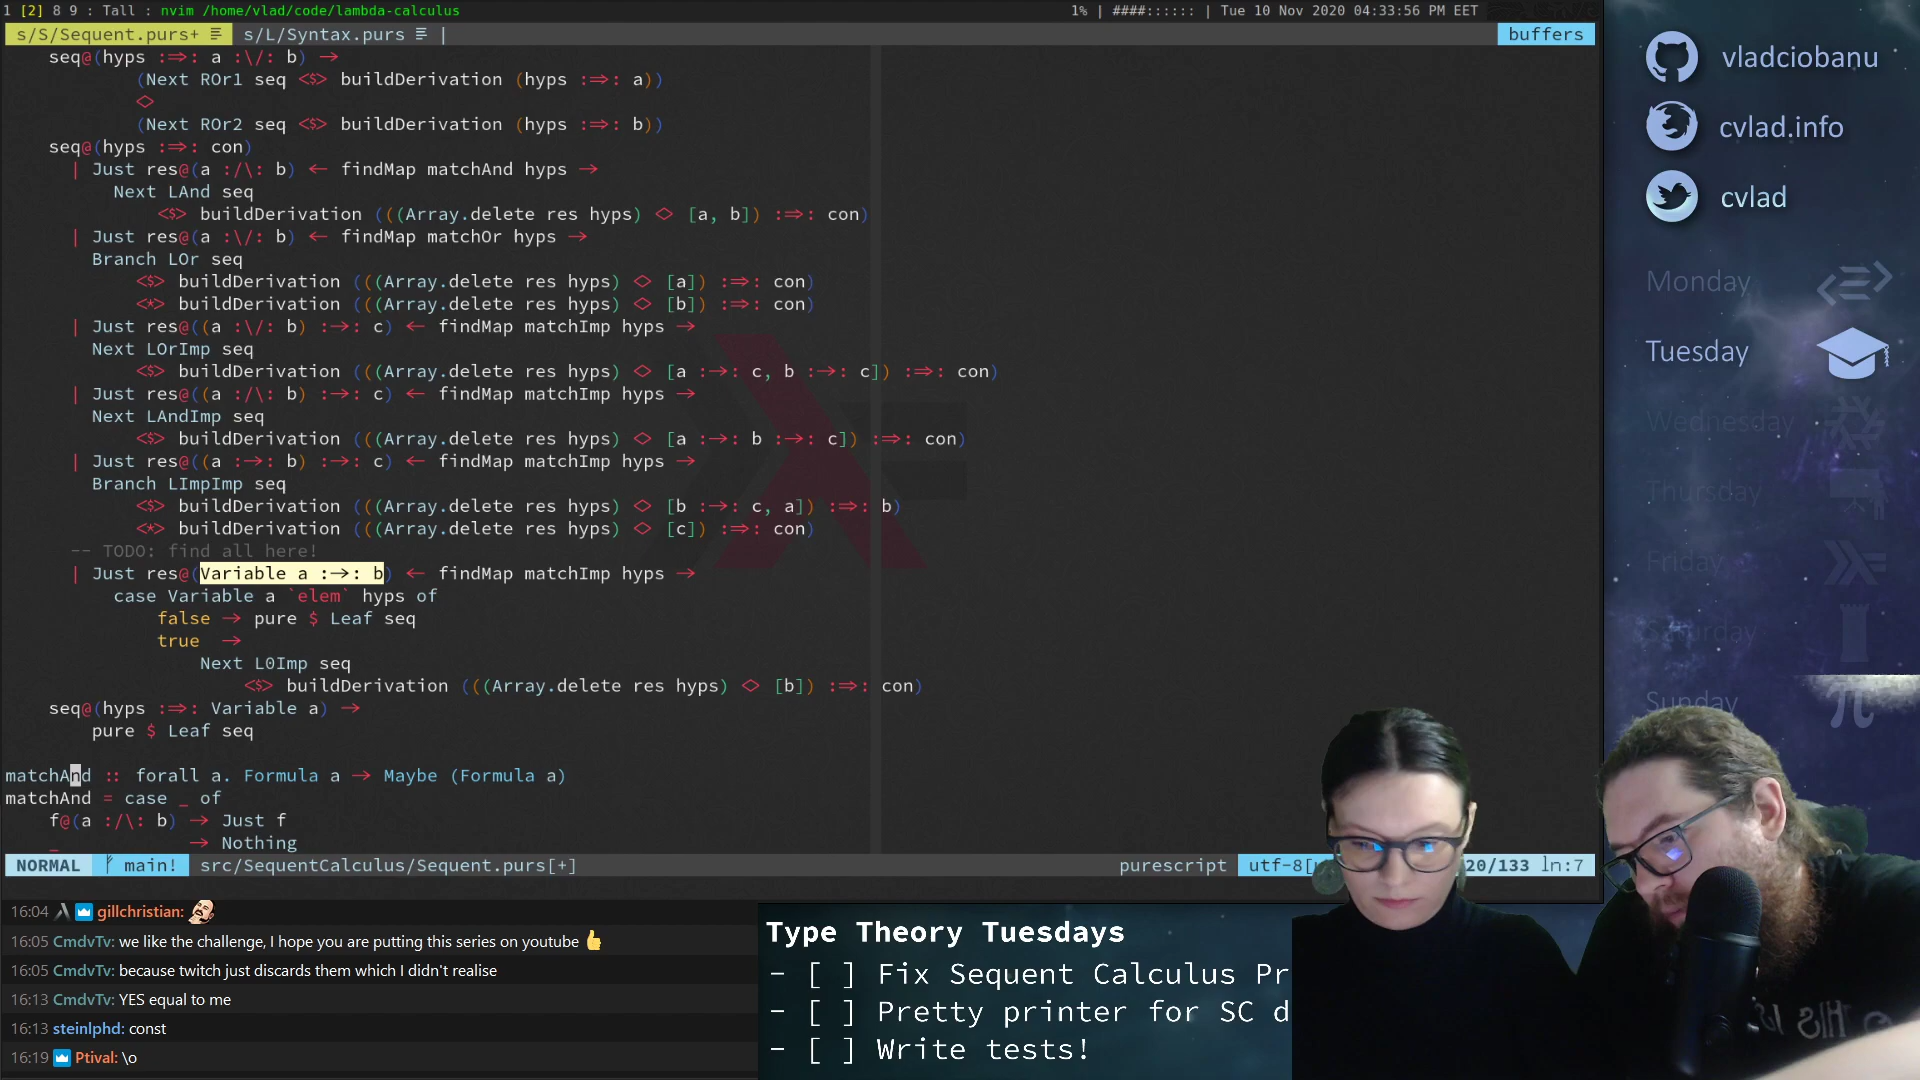 1 [2] 8 9 : Tall : nvim /home/vlad/code/lambda-calculus
1% | ####:::::: | Tue 10 Nov 2020 04:33:56 PM EET
s/S/Sequent.purs+ s/L/Syntax.purs |
buffers
seq@(hyps :⇒: a :\/: b) →
(Next ROr1 seq <$> buildDerivation (hyps :⇒: a))
<>
(Next ROr2 seq <$> buildDerivation (hyps :⇒: b))
seq@(hyps :⇒: con)
| Just res@(a :/\: b) ← findMap matchAnd hyps →
Next LAnd seq
<$> buildDerivation (((Array.delete res hyps) <> [a, b]) :⇒: con)
| Just res@(a :\/: b) ← findMap matchOr hyps →
Branch LOr seq
<$> buildDerivation (((Array.delete res hyps) <> [a]) :⇒: con)
<*> buildDerivation (((Array.delete res hyps) <> [b]) :⇒: con)
| Just res@((a :\/: b) :→: c) ← findMap matchImp hyps →
Next LOrImp seq
<$> buildDerivation (((Array.delete res hyps) <> [a :→: c, b :→: c]) :⇒: con)
| Just res@((a :/\: b) :→: c) ← findMap matchImp hyps →
Next LAndImp seq
<$> buildDerivation (((Array.delete res hyps) <> [a :→: b :→: c]) :⇒: con)
| Just res@((a :→: b) :→: c) ← findMap matchImp hyps →
Branch LImpImp seq
<$> buildDerivation (((Array.delete res hyps) <> [b :→: c, a]) :⇒: b)
<*> buildDerivation (((Array.delete res hyps) <> [c]) :⇒: con)
-- TODO: find all here!
| Just res@(Variable a :→: b) ← findMap matchImp hyps →
case Variable a `elem` hyps of
false → pure $ Leaf seq
true →
Next L0Imp seq
<$> buildDerivation (((Array.delete res hyps) <> [b]) :⇒: con)
seq@(hyps :⇒: Variable a) →
pure $ Leaf seq
matchAnd :: forall a. Formula a → Maybe (Formula a)
matchAnd = case _ of
f@(a :/\: b) → Just f
_ → Nothing
NORMAL main! src/SequentCalculus/Sequent.purs[+]
purescript utf-8[ 20/133 ln:7
16:04 gillchristian:
16:05 CmdvTv: we like the challenge, I hope you are putting this series on youtube 👍
16:05 CmdvTv: because twitch just discards them which I didn't realise
16:13 CmdvTv: YES equal to me
16:13 steinlphd: const
16:19 Ptival: \o
Type Theory Tuesdays
- [ ] Fix Sequent Calculus Pr
- [ ] Pretty printer for SC d
- [ ] Write tests!
vladciobanu
cvlad.info
cvlad
Monday
Tuesday
Wednesday
Thursday
Friday
Saturday
Sunday